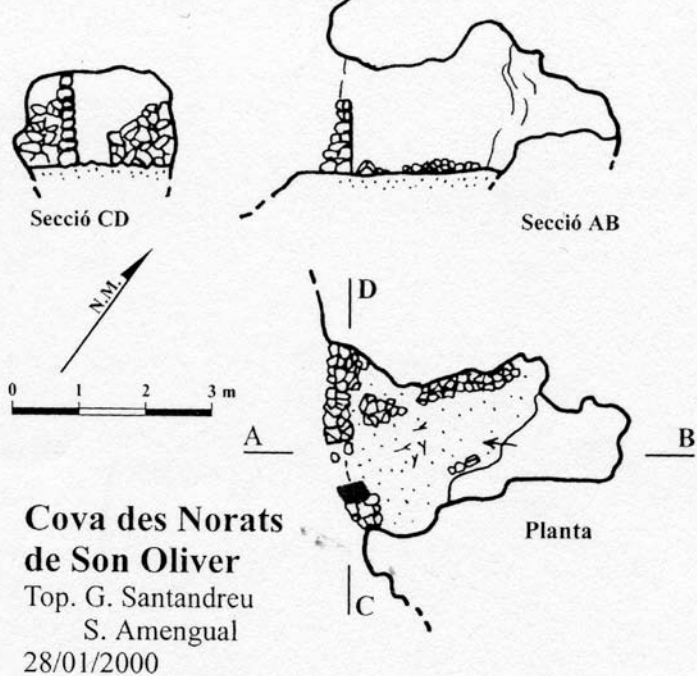 Secció CD
Secció AB
N.M.
0 1 2 3 m
D
A
B
C
Planta
Cova des Norats
de Son Oliver
Top. G. Santandreu
S. Amengual
28/01/2000